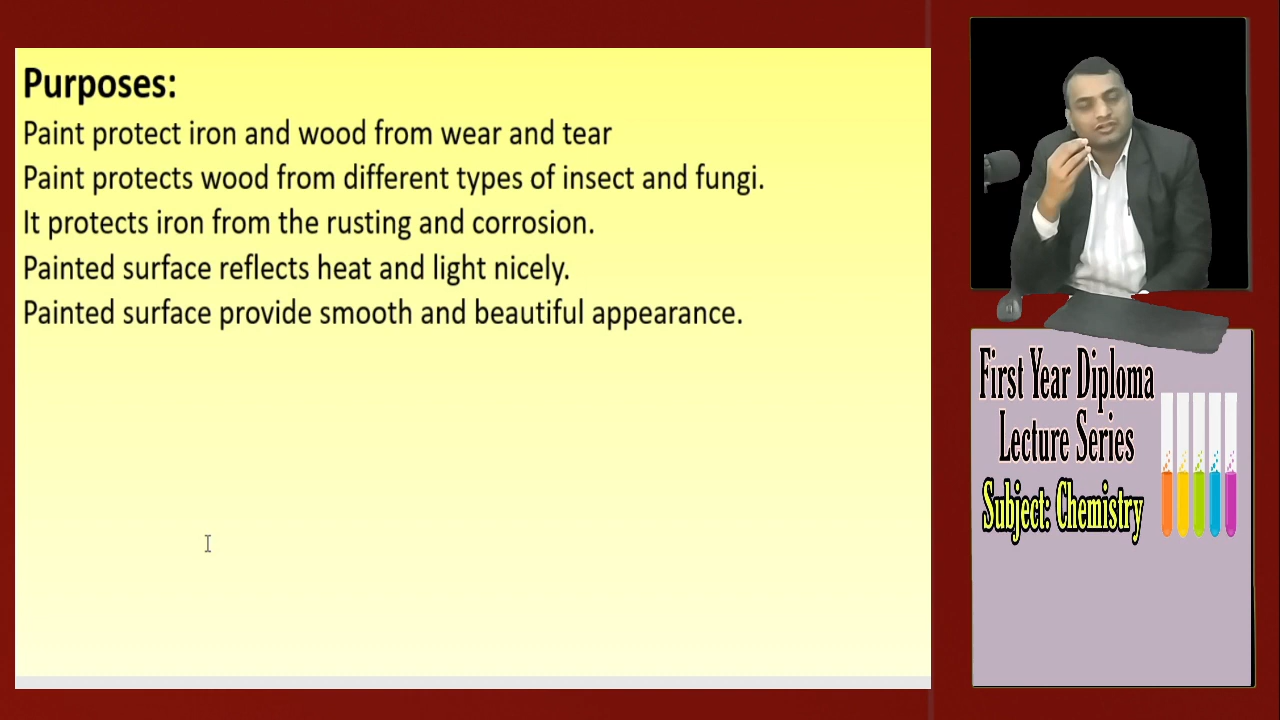 Purposes:
Paint protect iron and wood from wear and tear
Paint protects wood from different types of insect and fungi.
It protects iron from the rusting and corrosion.
Painted surface reflects heat and light nicely.
Painted surface provide smooth and beautiful appearance.
First Year Diploma
Lecture Series
Subject: Chemistry